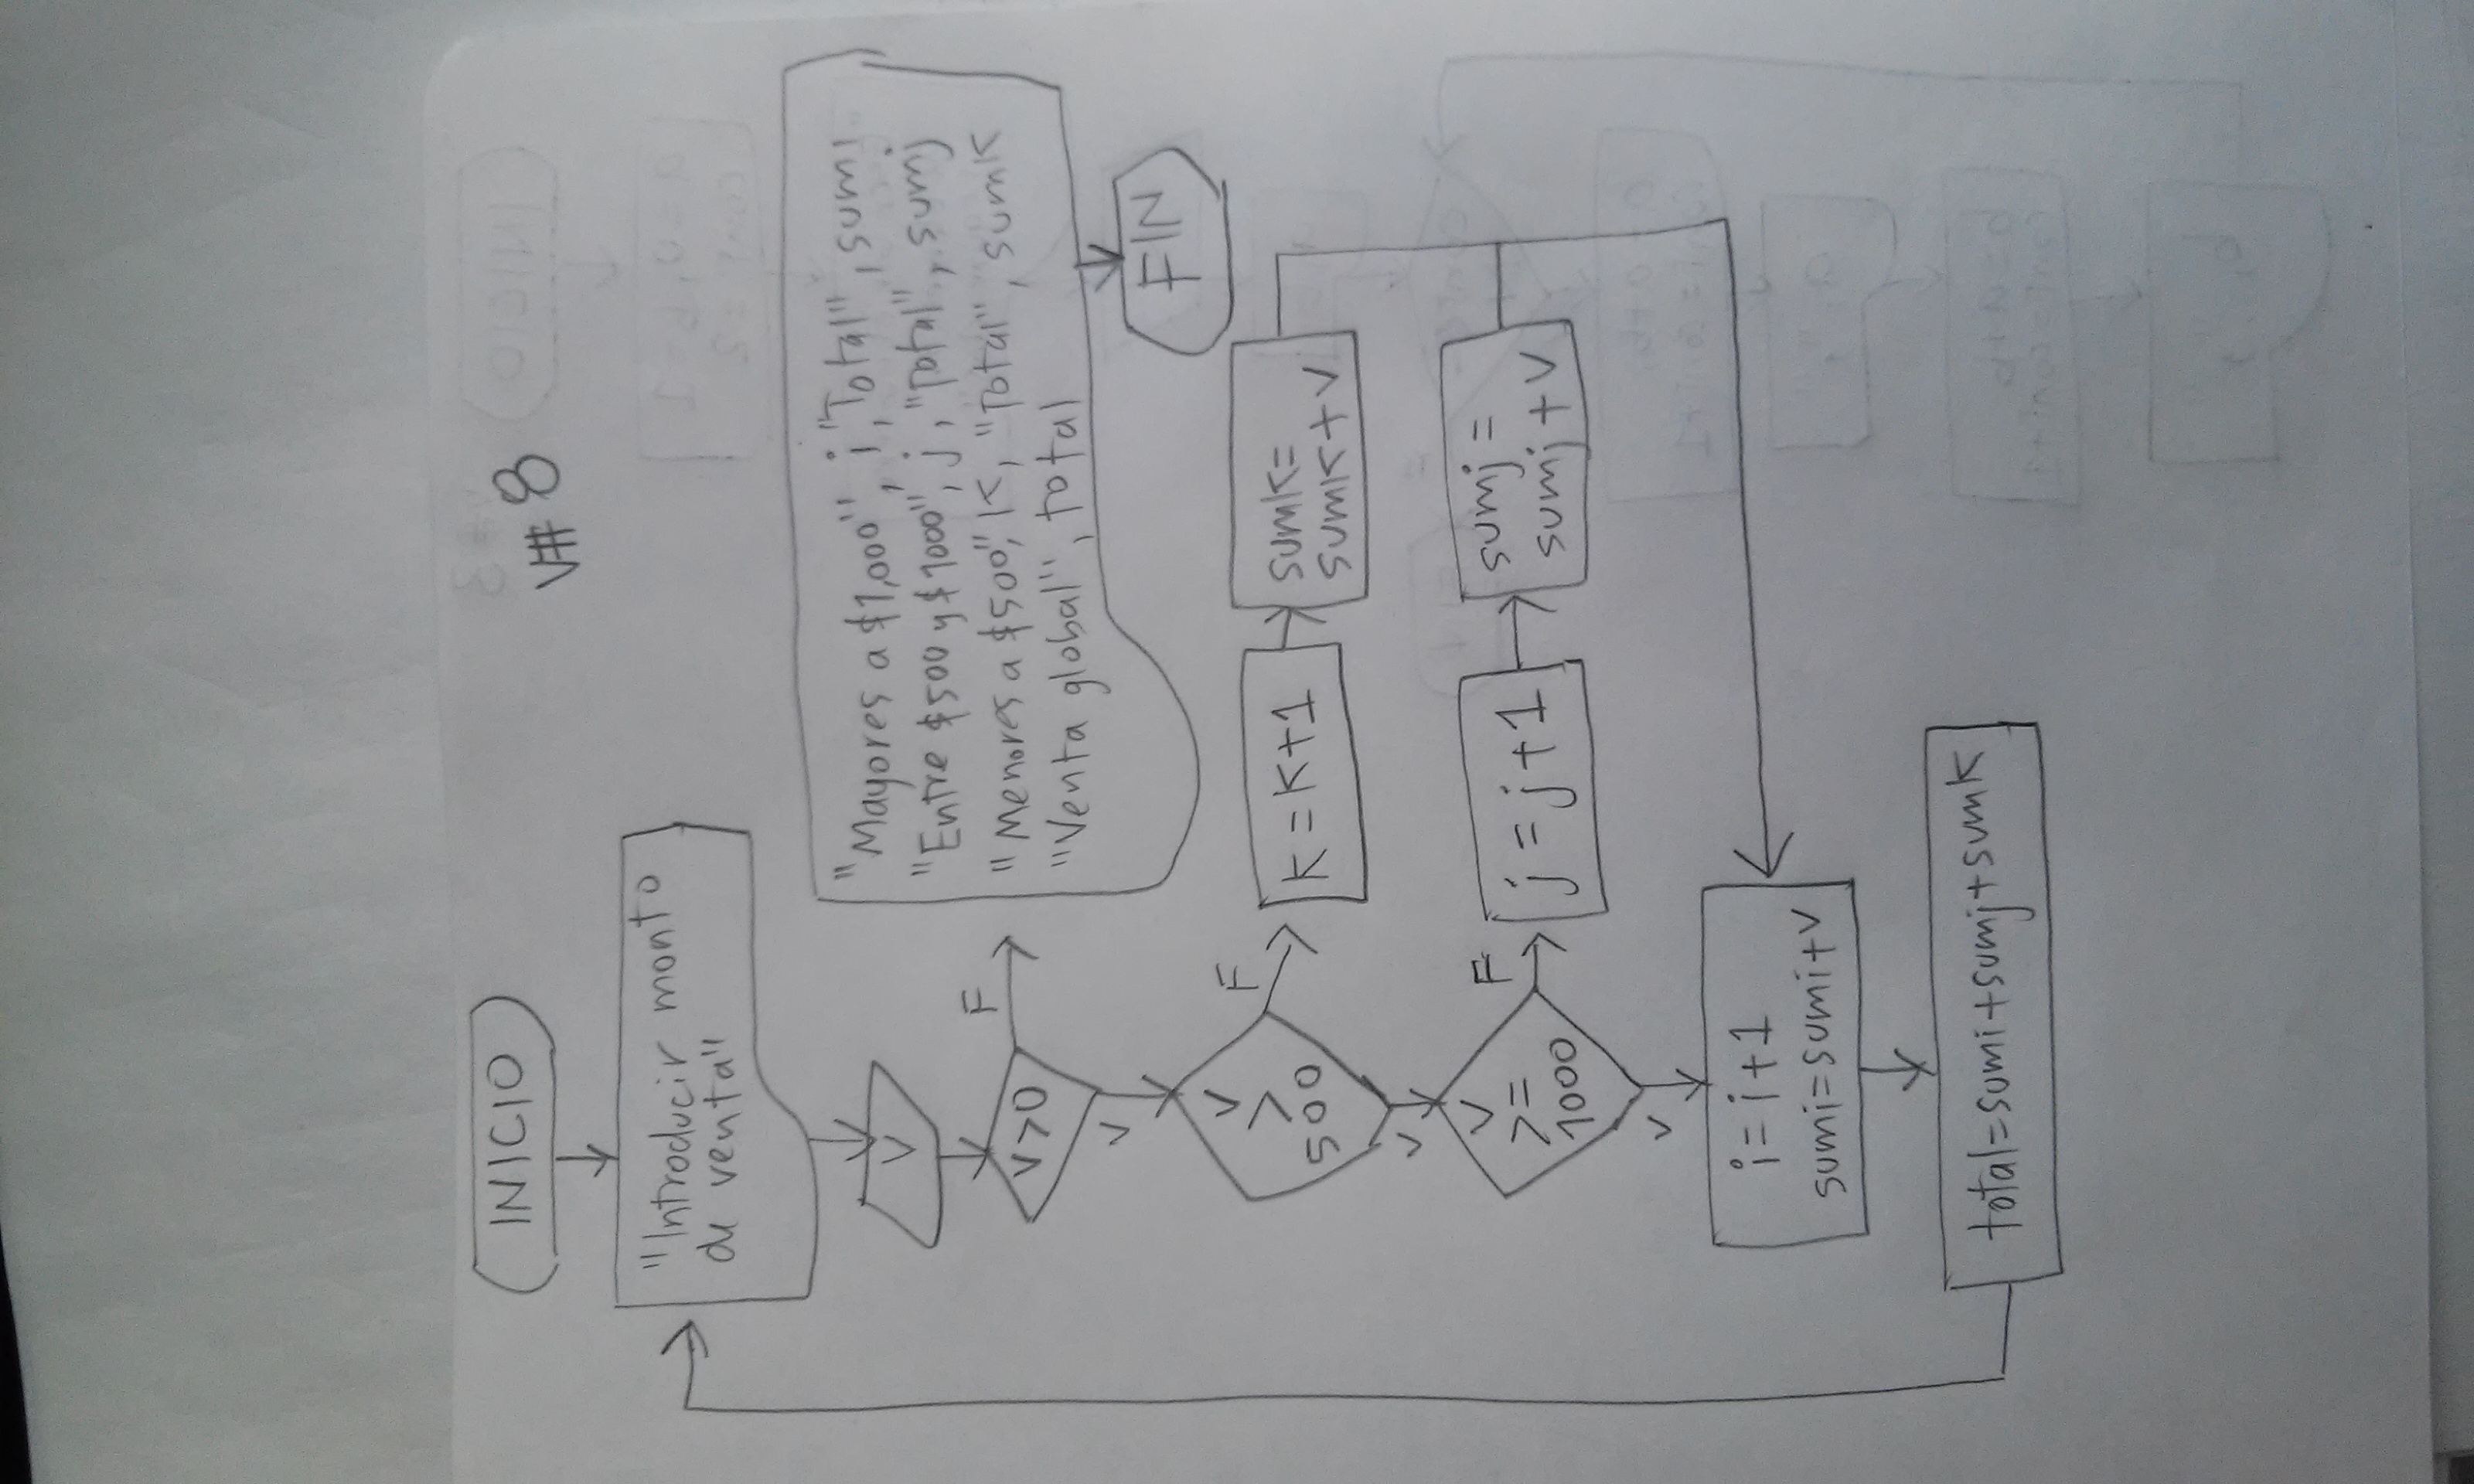 INICIO
V# 8
"Introducir monto
de venta"
V
V>0
F
"Mayores a $1,000", i, "Total", sumi
"Entre $500 y $1000", j, "Total", sumj
"Menores a $500", K, "Total", sumK
"Venta global", total
FIN
V
V
>
500
F
K=K+1
sumK=
sumK+V
V
V
>=
1000
F
j=j+1
sumj=
sumj+V
V
i=i+1
sumi=sumi+V
total=sumi+sumj+sumK